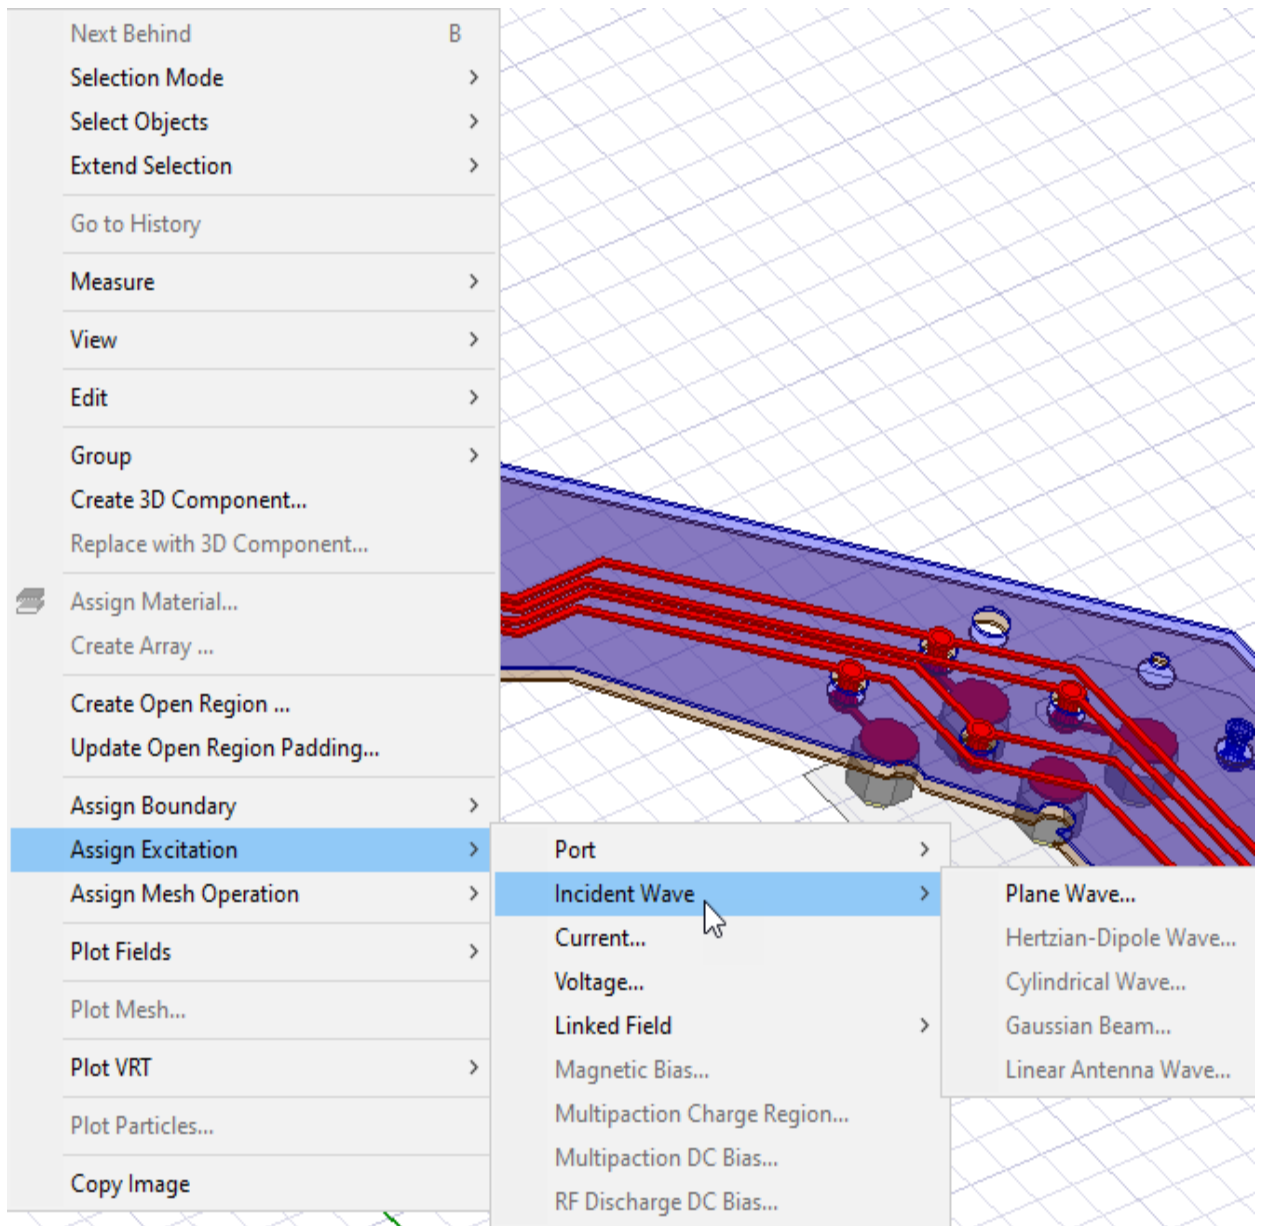 Next Behind B
Selection Mode
Select Objects
Extend Selection
Go to History
Measure
View
Edit
Group
Create 3D Component...
Replace with 3D Component...
Assign Material...
Create Array ...
Create Open Region ...
Update Open Region Padding...
Assign Boundary
Assign Excitation
Assign Mesh Operation
Plot Fields
Plot Mesh...
Plot VRT
Plot Particles...
Copy Image
Port
Incident Wave
Current...
Voltage...
Linked Field
Magnetic Bias...
Multipaction Charge Region...
Multipaction DC Bias...
RF Discharge DC Bias...
Plane Wave...
Hertzian-Dipole Wave...
Cylindrical Wave...
Gaussian Beam...
Linear Antenna Wave...